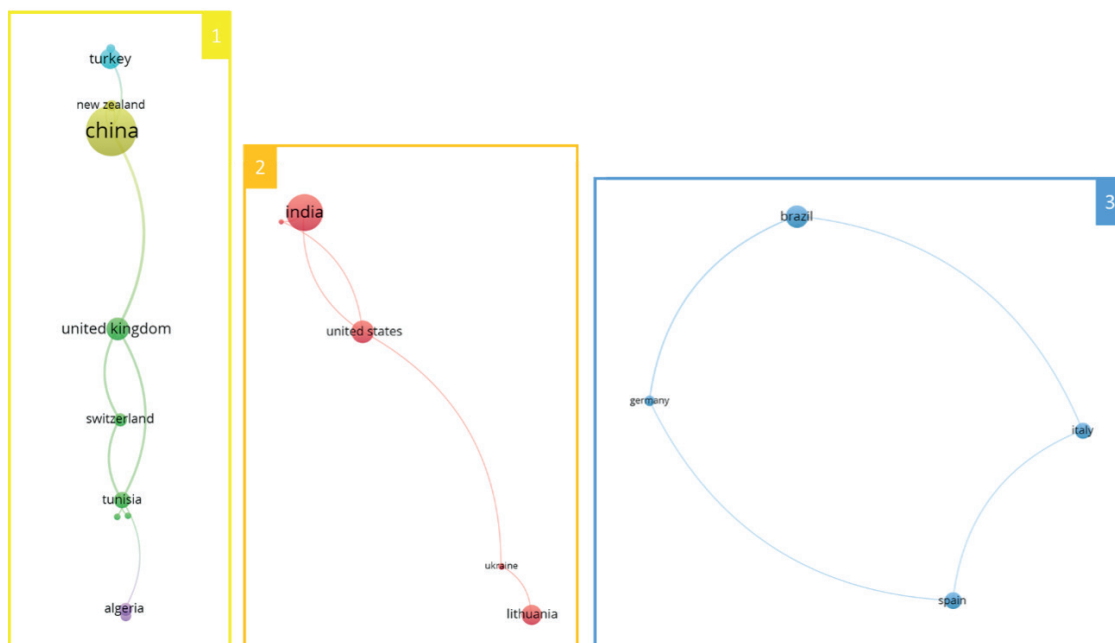 1
turkey
new zealand
china
united kingdom
switzerland
tunisia
algeria
2
india
united states
ukraine
lithuania
3
brazil
germany
italy
spain